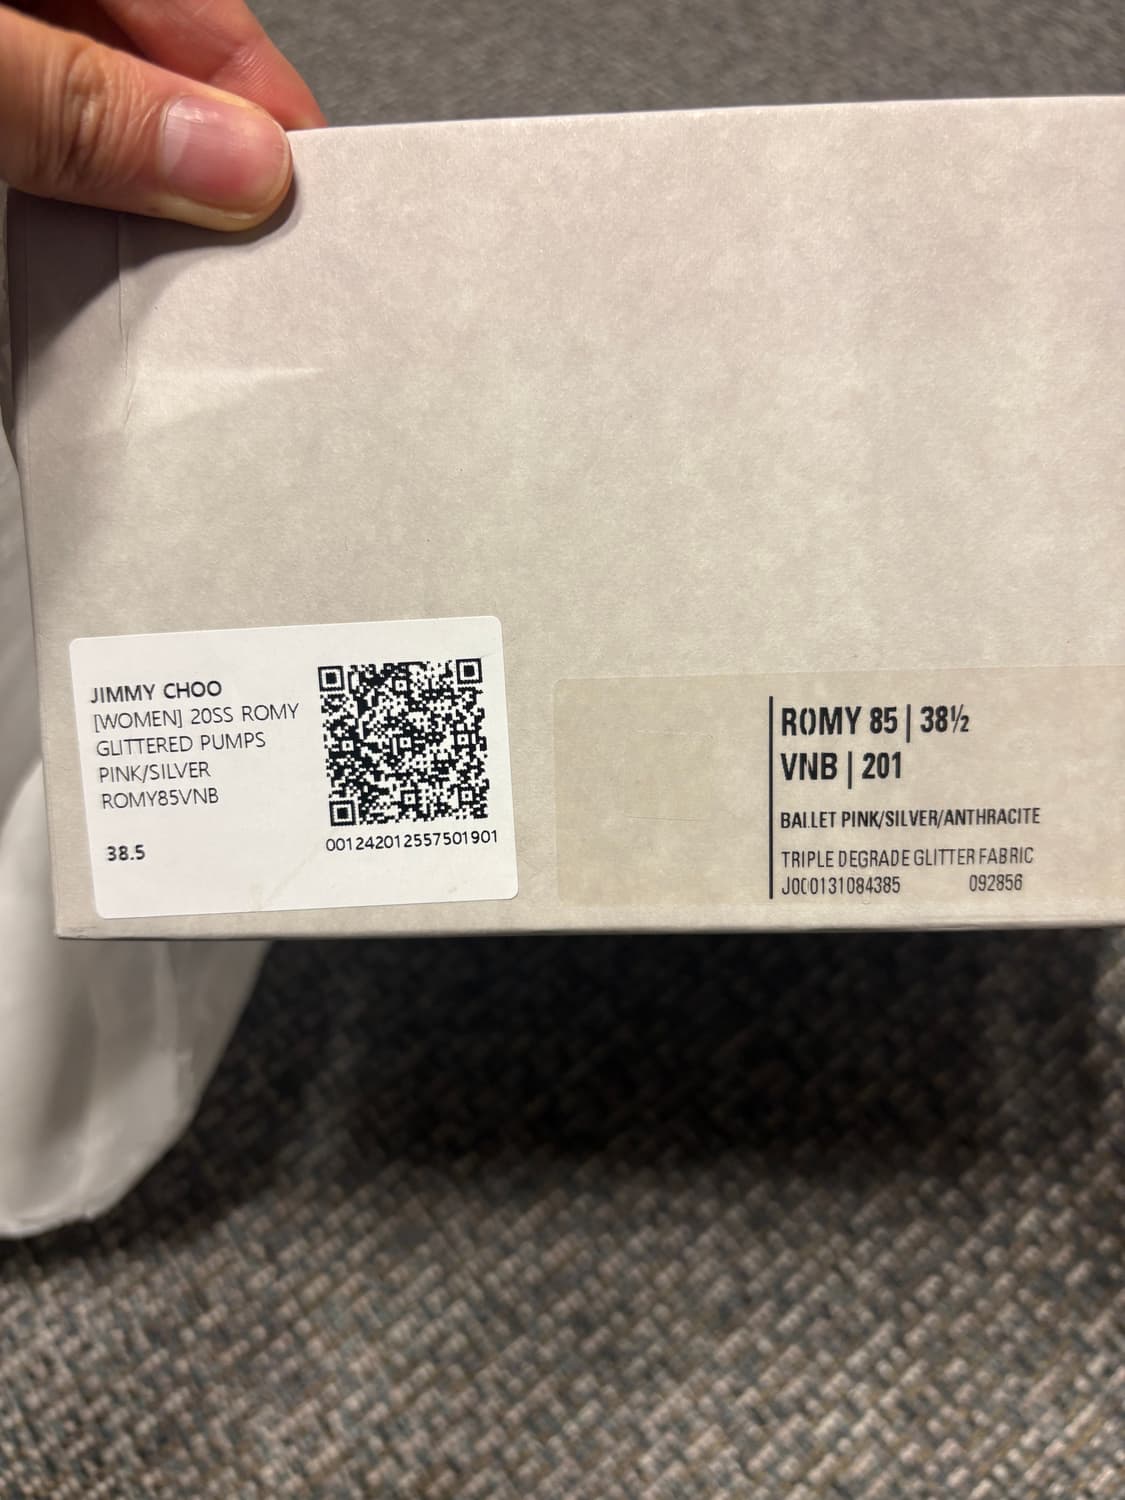 JIMMY CHOO
[WOMEN] 20SS ROMY
GLITTERED PUMPS
PINK/SILVER
ROMY85VNB
38.5
001242012557501901
ROMY 85 | 38½
VNB | 201
BALLET PINK/SILVER/ANTHRACITE
TRIPLE DEGRADE GLITTER FABRIC
J000131084385 092856